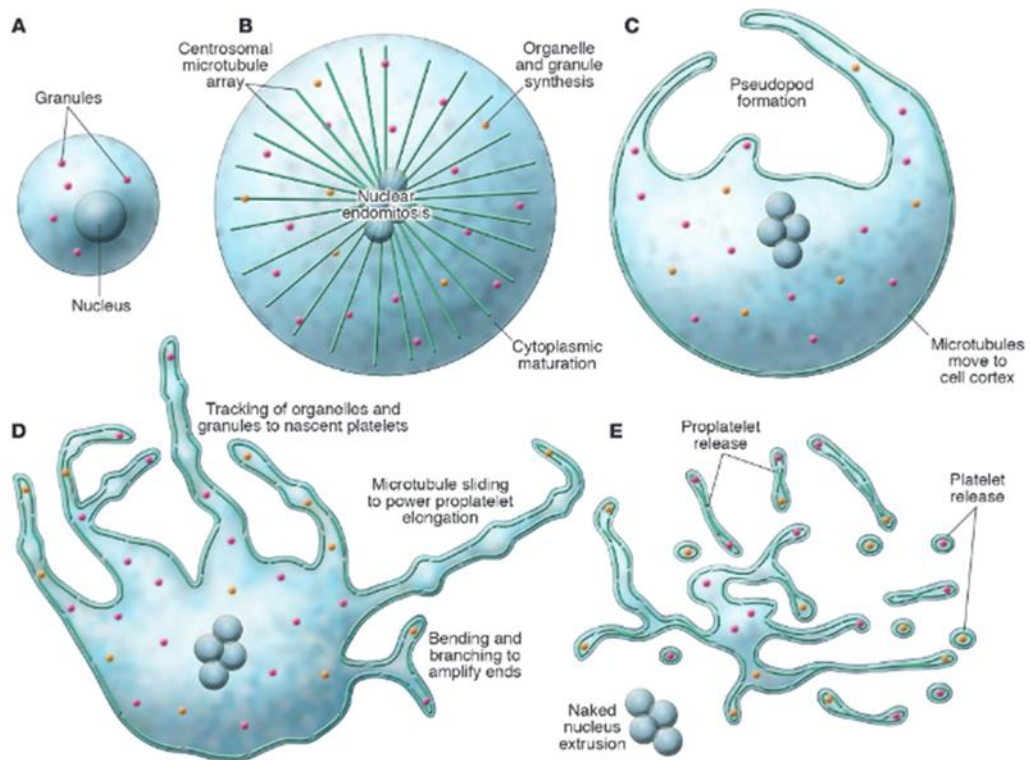 A
Granules
Nucleus
B
Centrosomal
microtubule
array
Organelle
and granule
synthesis
Nuclear
endomitosis
Cytoplasmic
maturation
C
Pseudopod
formation
Microtubules
move to
cell cortex
D
Tracking of organelles and
granules to nascent platelets
Microtubule sliding
to power proplatelet
elongation
Bending and
branching to
amplify ends
E
Proplatelet
release
Platelet
release
Naked
nucleus
extrusion